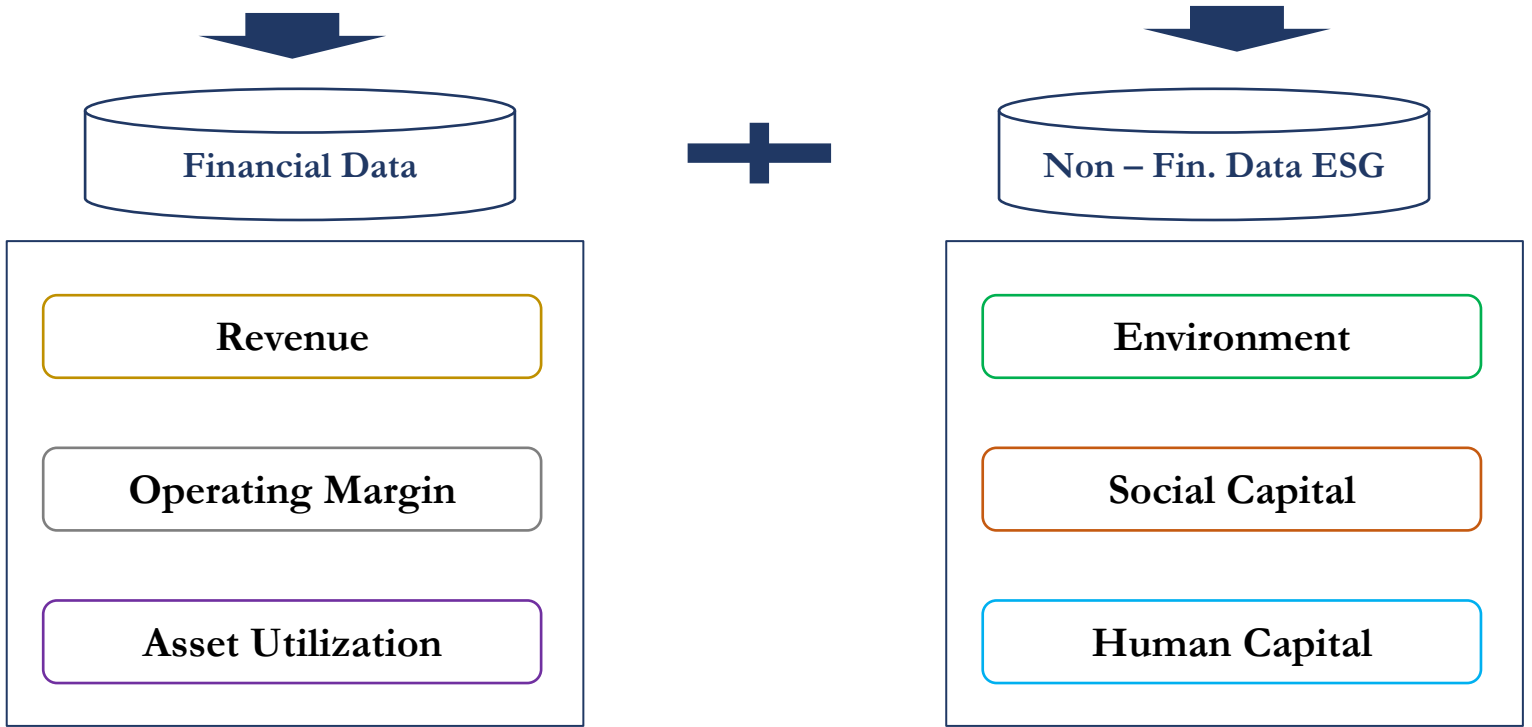 Financial Data
Non – Fin. Data ESG
Revenue
Operating Margin
Asset Utilization
Environment
Social Capital
Human Capital